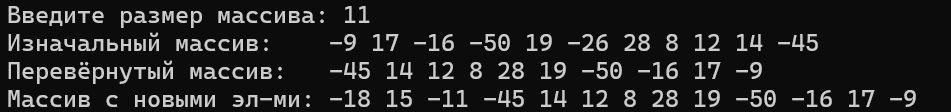 Введите размер массива: 11
Изначальный массив:    -9 17 -16 -50 19 -26 28 8 12 14 -45
Перевёрнутый массив:   -45 14 12 8 28 19 -50 -16 17 -9
Массив с новыми эл-ми: -18 15 -11 -45 14 12 8 28 19 -50 -16 17 -9